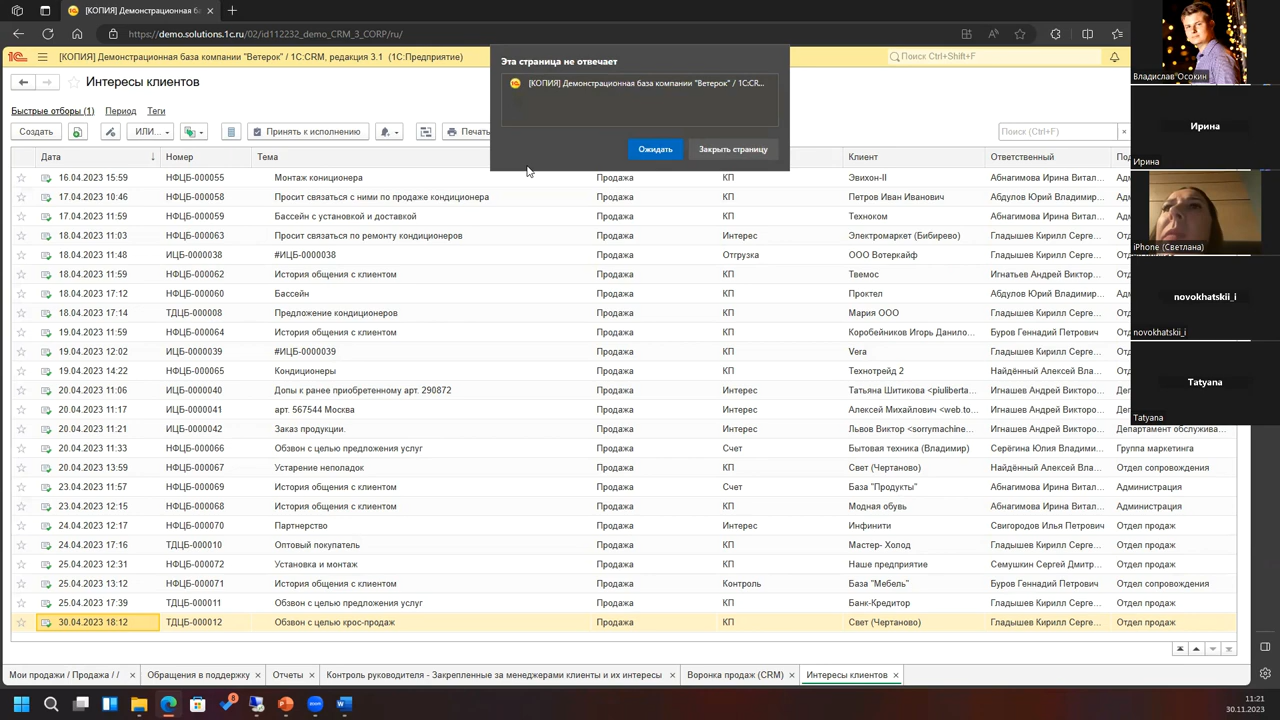 [КОПИЯ] Демонстрационная б
https://demo.solutions.1c.ru/02/id112232_demo_CRM_3_CORP/ru/
[КОПИЯ] Демонстрационная база компании "Ветерок" / 1С:CRM, редакция 3.1 (1С:Предприятие)
Поиск Ctrl+Shift+F
Эта страница не отвечает
[КОПИЯ] Демонстрационная база компании "Ветерок" / 1С:CR...
Ожидать Закрыть страницу
Интересы клиентов
Быстрые отборы (1) Период Теги
Создать ИЛИ... Принять к исполнению Печать Поиск (Ctrl+F) ×
Дата ↓ Номер Тема Клиент Ответственный Под
16.04.2023 15:59 НФЦБ-000055 Монтаж кониционера Продажа КП Эвихон-II Абнагимова Ирина Витал...
17.04.2023 10:46 НФЦБ-000058 Просит связаться с ними по продаже кондиционера Продажа КП Петров Иван Иванович Абдулов Юрий Владимир...
17.04.2023 11:59 НФЦБ-000059 Бассейн с установкой и доставкой Продажа КП Техноком Абнагимова Ирина Витал...
18.04.2023 11:03 НФЦБ-000063 Просит связаться по ремонту кондиционеров Продажа Интерес Электромаркет (Бибирево) Гладышев Кирилл Серге...
18.04.2023 11:48 ИЦБ-0000038 #ИЦБ-0000038 Продажа Отгрузка ООО Вотеркайф Гладышев Кирилл Серге... Отд
18.04.2023 11:59 НФЦБ-000062 История общения с клиентом Продажа КП Твемос Игнатьев Андрей Виктор...
18.04.2023 17:12 НФЦБ-000060 Бассейн Продажа КП Проктел Абдулов Юрий Владимир...
18.04.2023 17:14 ТДЦБ-000008 Предложение кондиционеров Продажа КП Мария ООО Гладышев Кирилл Серге...
19.04.2023 11:59 НФЦБ-000064 История общения с клиентом Продажа КП Коробейников Игорь Данило... Буров Геннадий Петрович
19.04.2023 12:02 ИЦБ-0000039 #ИЦБ-0000039 Продажа КП Vera Гладышев Кирилл Серге...
19.04.2023 14:22 НФЦБ-000065 Кондиционеры Продажа КП Технотрейд 2 Найдённый Алексей Вла...
20.04.2023 11:06 ИЦБ-0000040 Допы к ранее приобретенному арт. 290872 Продажа Интерес Татьяна Шитикова <piuliberta... Игнашев Андрей Викторо...
20.04.2023 11:17 ИЦБ-0000041 арт. 567544 Москва Продажа Интерес Алексей Михайлович <web.to... Игнашев Андрей Викторо...
20.04.2023 11:21 ИЦБ-0000042 Заказ продукции. Продажа Интерес Львов Виктор <sorrymachine... Игнашев Андрей Викторо... Департамент обслужива...
20.04.2023 11:33 НФЦБ-000066 Обзвон с целью предложения услуг Продажа Счет Бытовая техника (Владимир) Серёгина Юлия Владими... Группа маркетинга
20.04.2023 13:59 НФЦБ-000067 Устарение неполадок Продажа КП Свет (Чертаново) Найдённый Алексей Вла... Отдел сопровождения
23.04.2023 11:57 НФЦБ-000069 История общения с клиентом Продажа Счет База "Продукты" Абнагимова Ирина Витал... Администрация
23.04.2023 12:15 НФЦБ-000068 История общения с клиентом Продажа КП Модная обувь Абнагимова Ирина Витал... Администрация
24.04.2023 12:17 НФЦБ-000070 Партнерство Продажа Интерес Инфинити Свигородов Илья Петрович Отдел продаж
24.04.2023 17:16 ТДЦБ-000010 Оптовый покупатель Продажа КП Мастер- Холод Гладышев Кирилл Серге... Отдел продаж
25.04.2023 12:31 НФЦБ-000072 Установка и монтаж Продажа КП Наше предприятие Семушкин Сергей Дмитр... Отдел продаж
25.04.2023 13:12 НФЦБ-000071 История общения с клиентом Продажа Контроль База "Мебель" Буров Геннадий Петрович Отдел сопровождения
25.04.2023 17:39 ТДЦБ-000011 Обзвон с целью предложения услуг Продажа КП Банк-Кредитор Гладышев Кирилл Серге... Отдел продаж
30.04.2023 18:12 ТДЦБ-000012 Обзвон с целью крос-продаж Продажа КП Свет (Чертаново) Гладышев Кирилл Серге... Отдел продаж
Мои продажи / Продажа / / × Обращения в поддержку × Отчеты × Контроль руководителя - Закрепленные за менеджерами клиенты и их интересы × Воронка продаж (CRM) × Интересы клиентов ×
11:21
30.11.2023
Владислав Осокин
Ирина
Ирина
iPhone (Светлана)
novokhatskii_i
novokhatskii_i
Tatyana
Tatyana